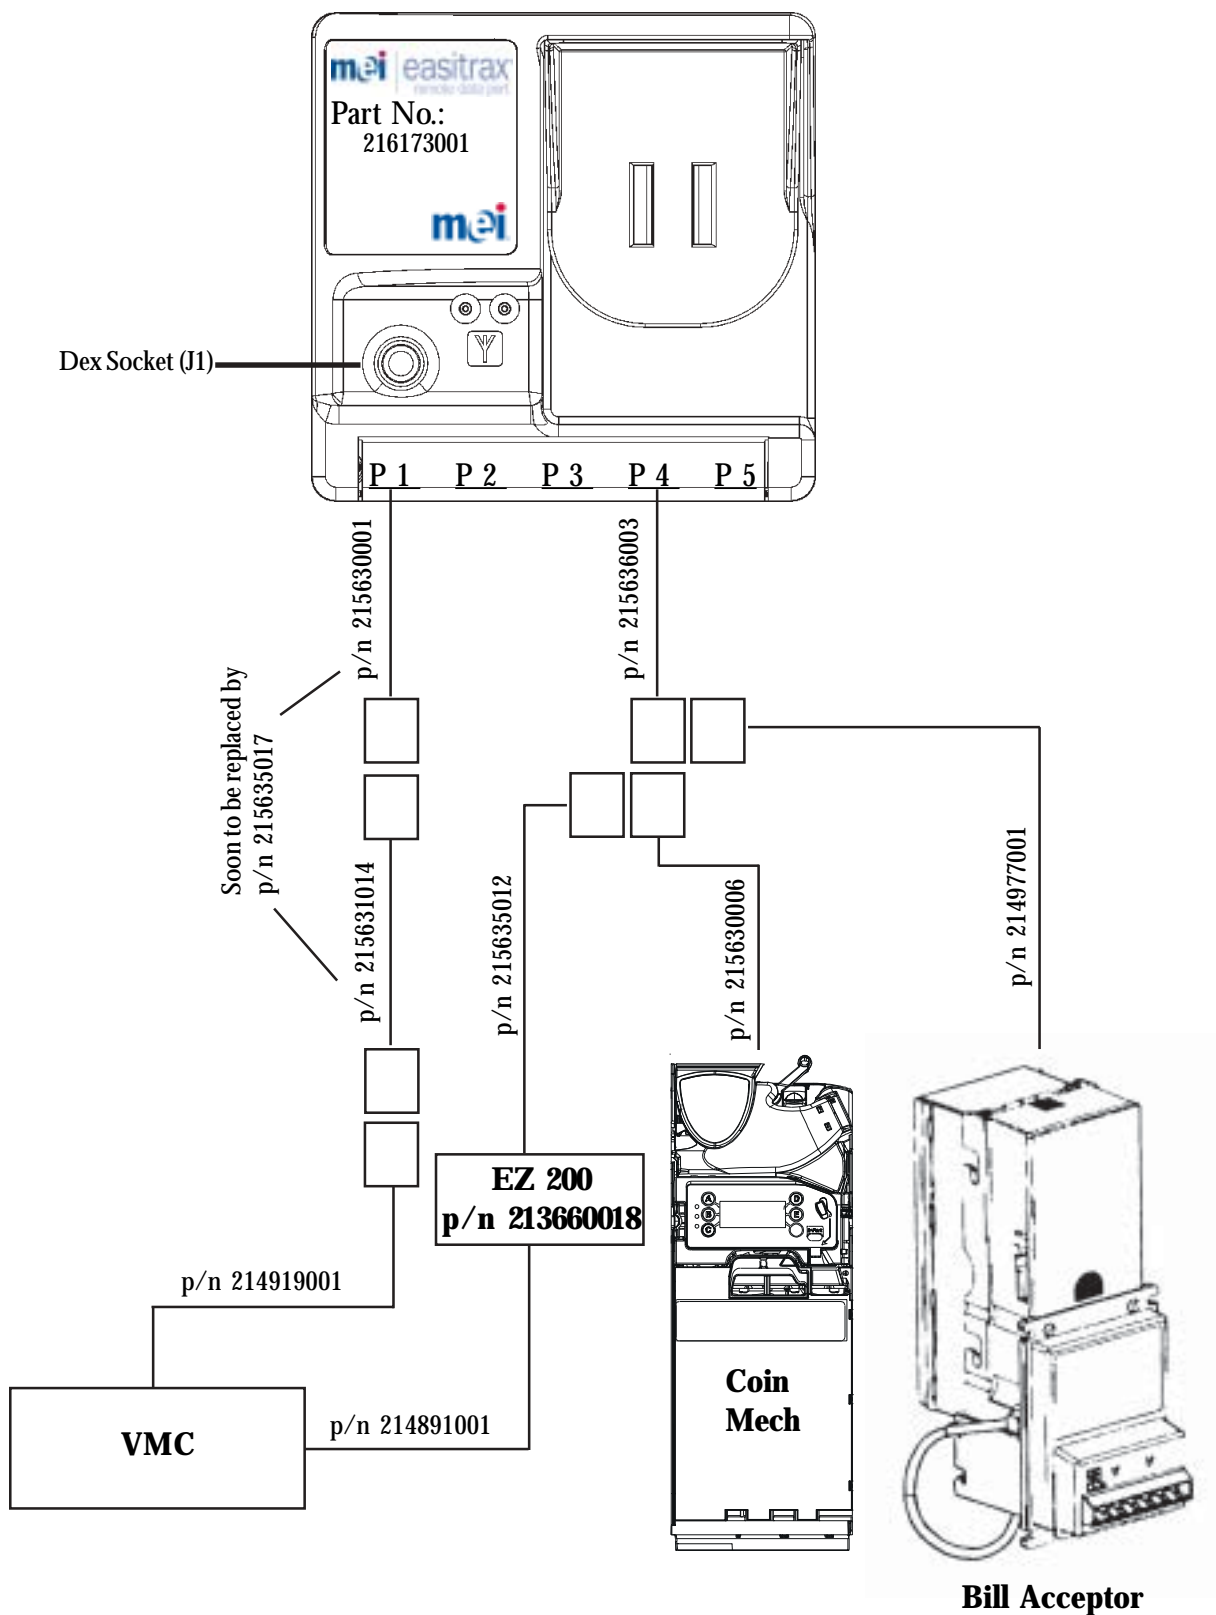 mei easitrax
remote data port
Part No.:
216173001
mei
Dex Socket (J1)
P 1 P 2 P 3 P 4 P 5
p/n 215630001
p/n 215636003
Soon to be replaced by
p/n 215635017
p/n 215631014
p/n 215635012
p/n 215630006
p/n 214977001
EZ 200
p/n 213660018
A
B
C
D
E
p/n 214919001
VMC
p/n 214891001
Coin
Mech
Bill Acceptor